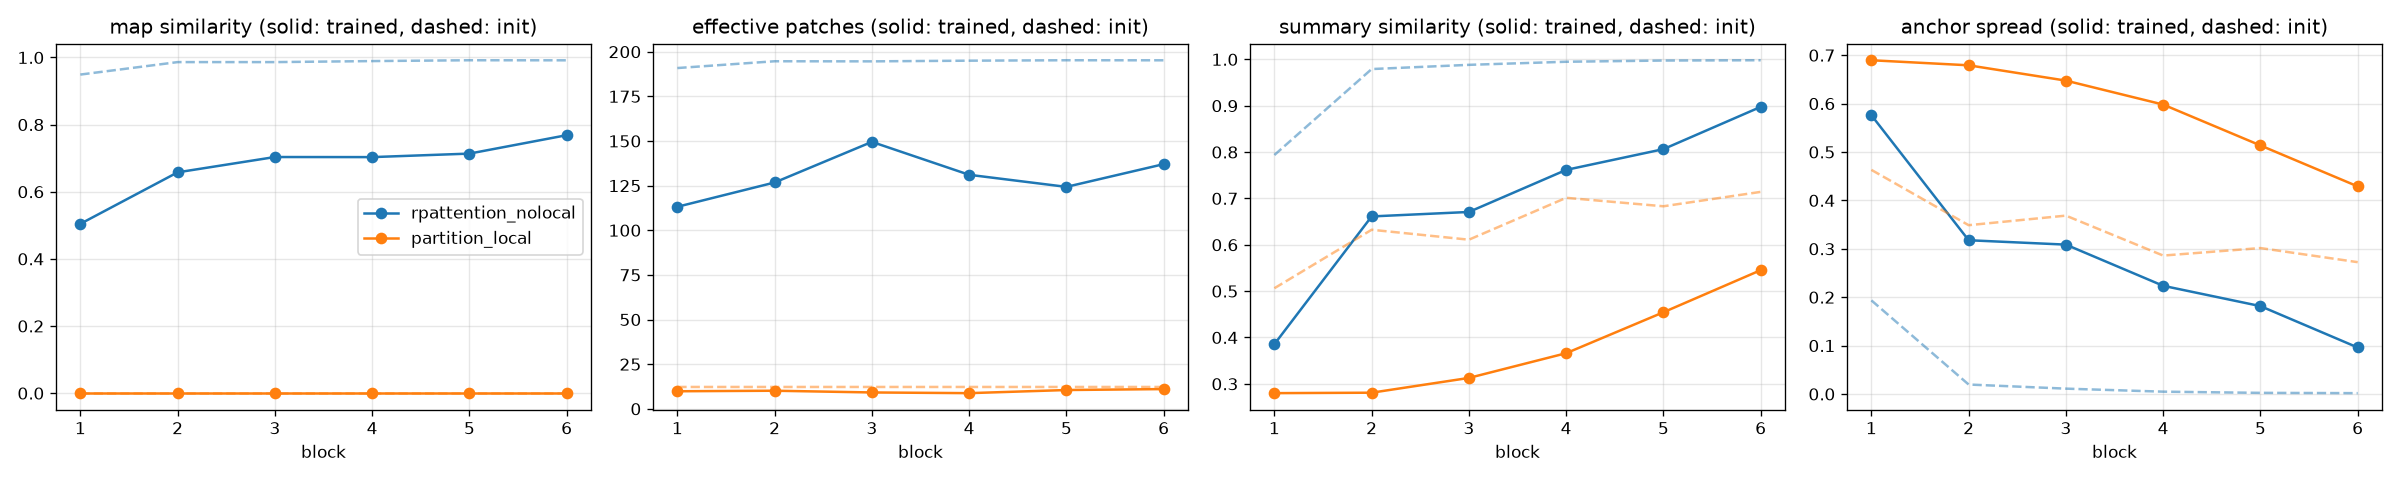 map similarity (solid: trained, dashed: init)
1.0
0.8
0.6
0.4
0.2
0.0
rpattention_nolocal
partition_local
1 2 3 4 5 6
block
effective patches (solid: trained, dashed: init)
200
175
150
125
100
75
50
25
0
1 2 3 4 5 6
block
summary similarity (solid: trained, dashed: init)
1.0
0.9
0.8
0.7
0.6
0.5
0.4
0.3
1 2 3 4 5 6
block
anchor spread (solid: trained, dashed: init)
0.7
0.6
0.5
0.4
0.3
0.2
0.1
0.0
1 2 3 4 5 6
block